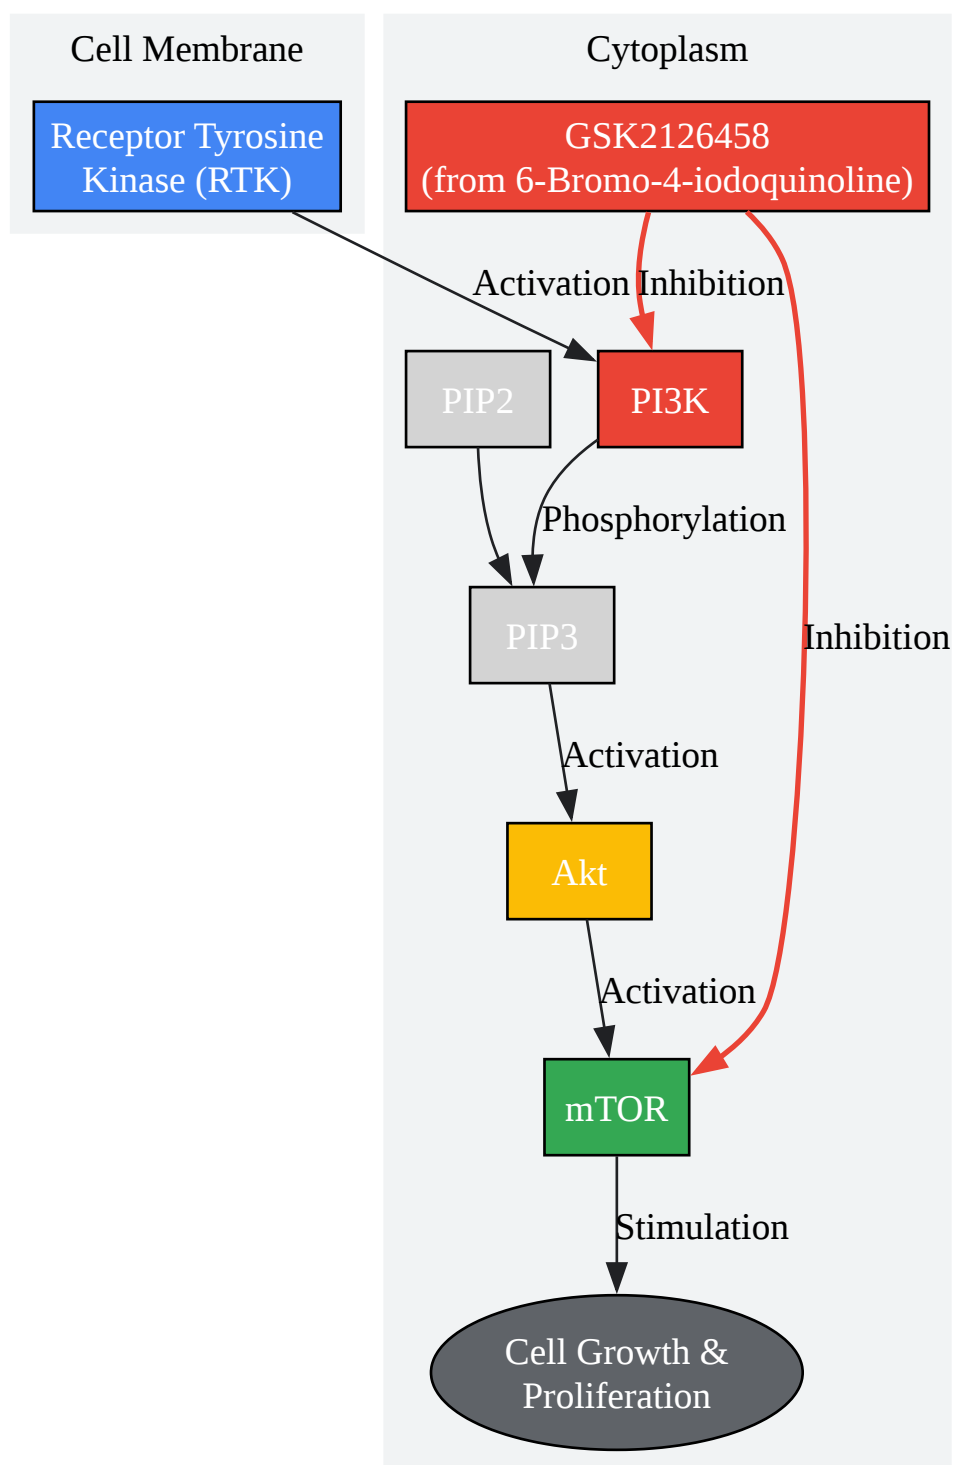 Cell Membrane
Cytoplasm
Receptor Tyrosine
Kinase (RTK)
GSK2126458
(from 6-Bromo-4-iodoquinoline)
Activation
Inhibition
PIP2
PI3K
Phosphorylation
PIP3
Inhibition
Activation
Akt
Activation
mTOR
Stimulation
Cell Growth &
Proliferation